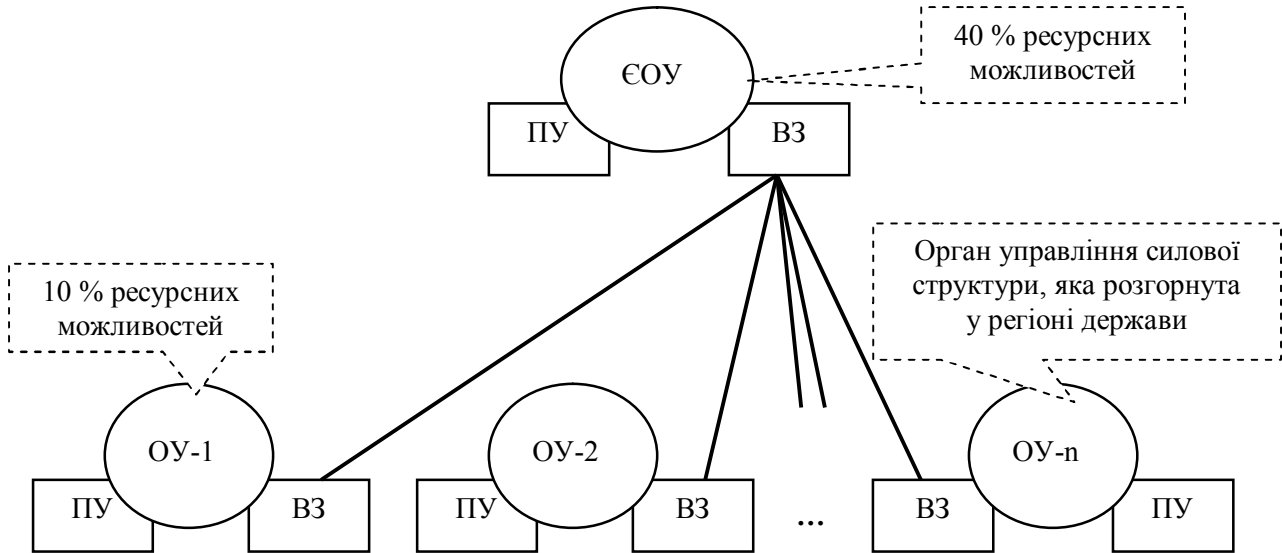 40 % ресурсних
можливостей
ЄОУ
ПУ
ВЗ
Орган управління силової
структури, яка розгорнута
у регіоні держави
10 % ресурсних
можливостей
ОУ-1
ОУ-2
ОУ-n
ПУ
ВЗ
ПУ
ВЗ
...
ВЗ
ПУ